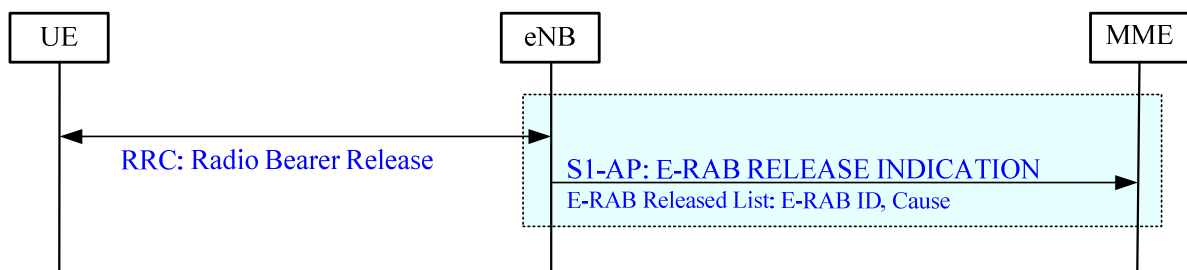 UE
eNB
MME
RRC: Radio Bearer Release
S1-AP: E-RAB RELEASE INDICATION
E-RAB Released List: E-RAB ID, Cause